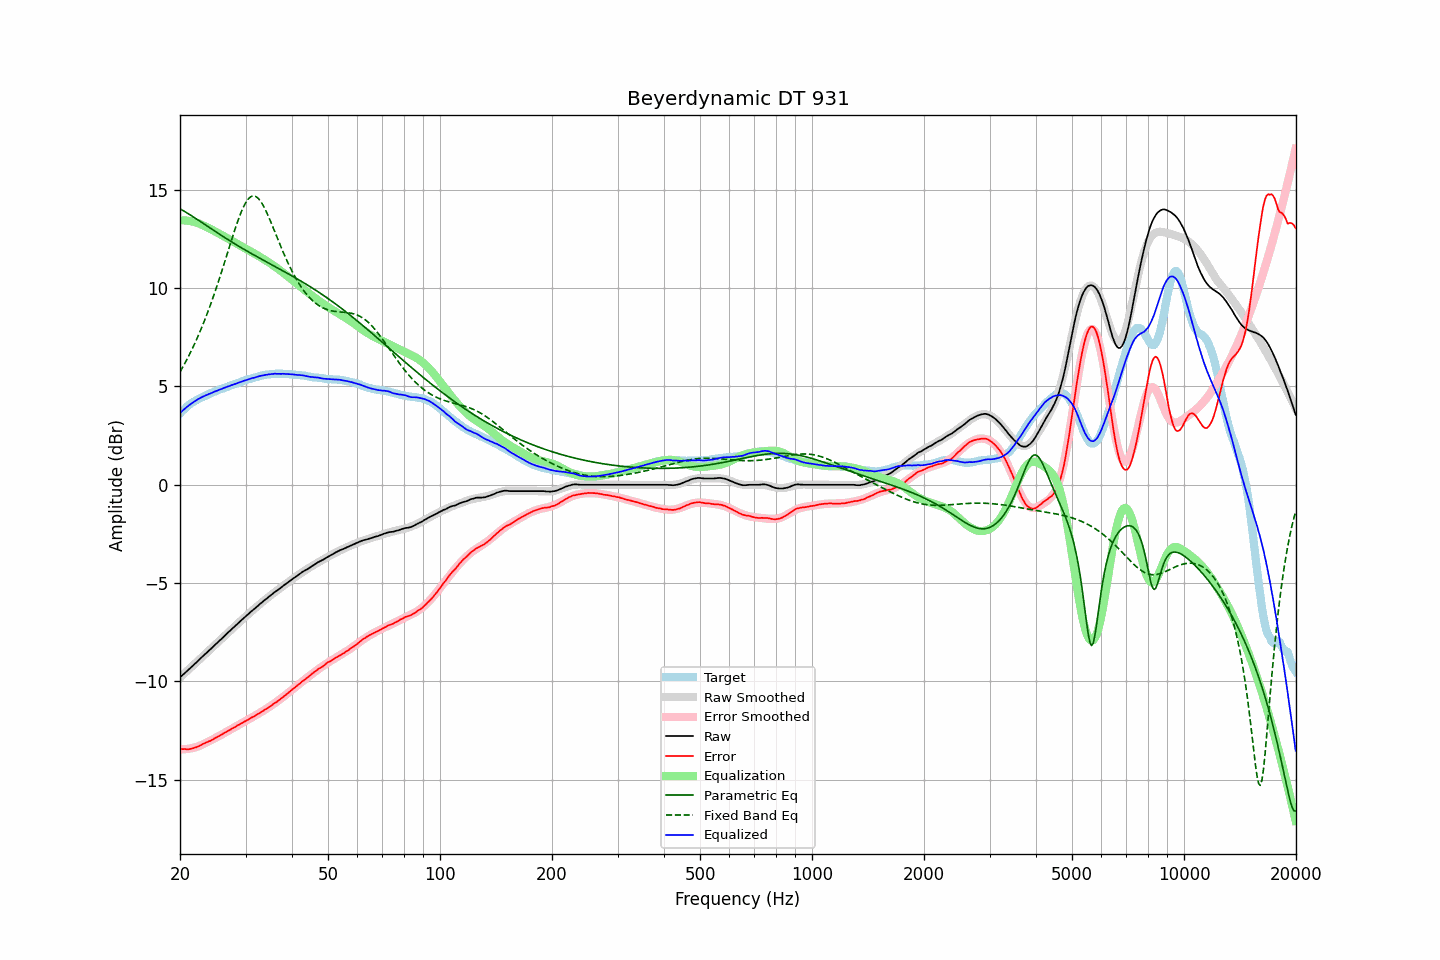 Beyerdynamic DT 931
Amplitude (dBr)
15
10
5
0
−5
−10
−15
20
50
100
200
500
1000
2000
5000
10000
20000
Frequency (Hz)
Target
Raw Smoothed
Error Smoothed
Raw
Error
Equalization
Parametric Eq
Fixed Band Eq
Equalized